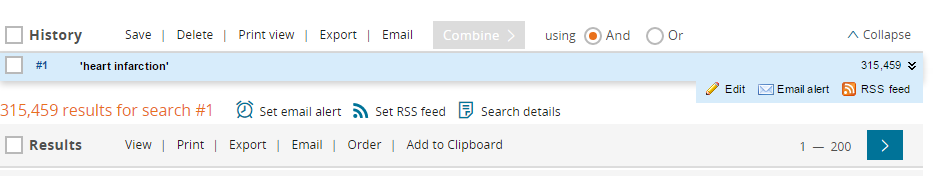 History Save | Delete | Print view | Export | Email Combine > using And Or Collapse
#1 'heart infarction' 315,459
Edit Email alert RSS feed
315,459 results for search #1 Set email alert Set RSS feed Search details
Results View | Print | Export | Email | Order | Add to Clipboard 1 — 200 >